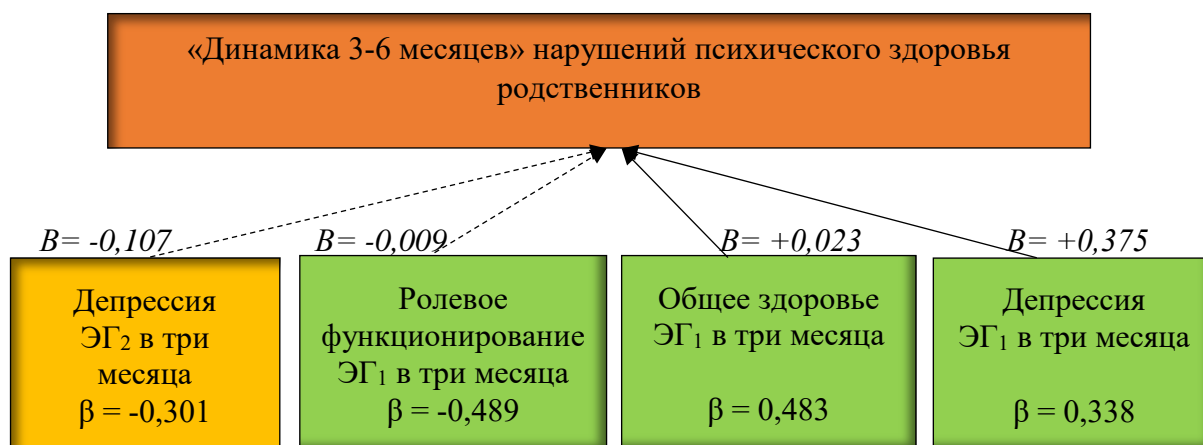 «Динамика 3-6 месяцев» нарушений психического здоровья
родственников
B= -0,107
B= -0,009
B= +0,023
B= +0,375
Депрессия
ЭГ₂ в три
месяца
β = -0,301
Ролевое
функционирование
ЭГ₁ в три месяца
β = -0,489
Общее здоровье
ЭГ₁ в три месяца
β = 0,483
Депрессия
ЭГ₁ в три месяца
β = 0,338